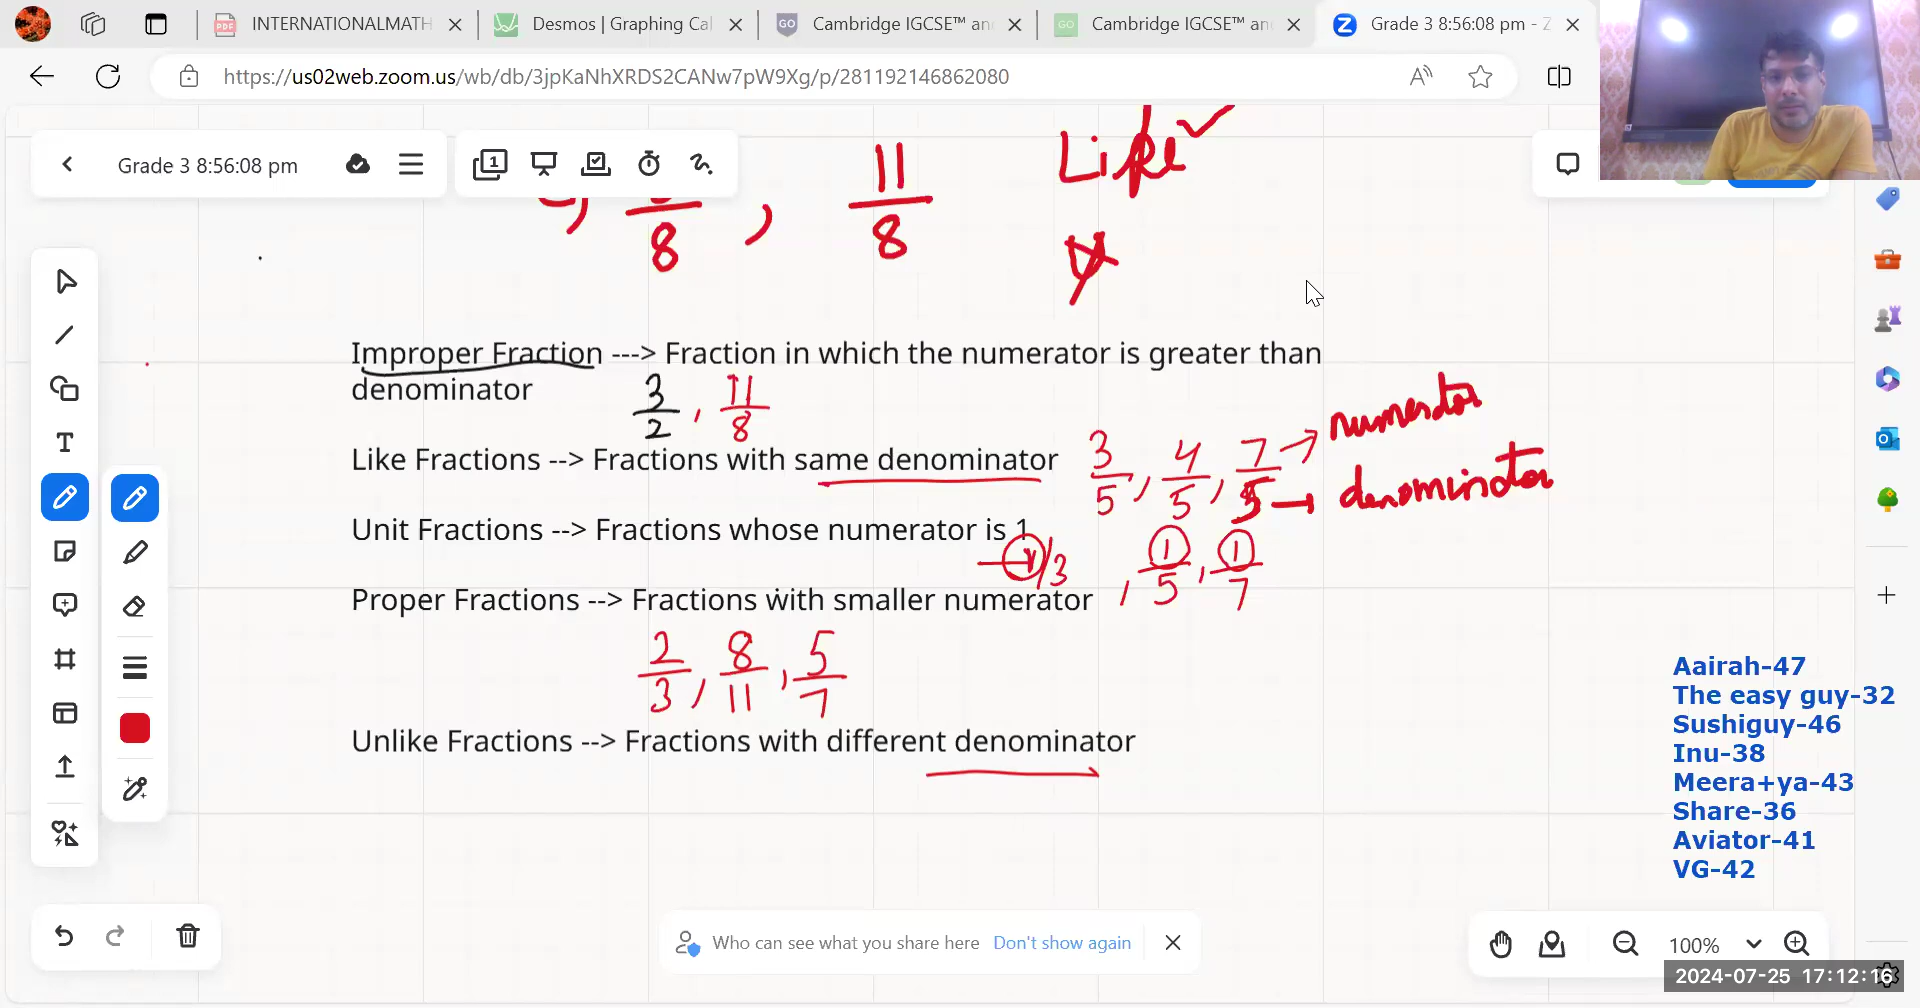 INTERNATIONALMATH
Desmos | Graphing Cal
Cambridge IGCSE™ an
Cambridge IGCSE™ an
Grade 3 8:56:08 pm - Z
https://us02web.zoom.us/wb/db/3jpKaNhXRDS2CANw7pW9Xg/p/281192146862080
Grade 3 8:56:08 pm
1
8 , 11/8
Like ✓
Improper Fraction ---> Fraction in which the numerator is greater than
denominator
3/2 , 11/8
Like Fractions --> Fractions with same denominator
3/5 , 4/5 , 7/5
→ numerator
→ denominator
Unit Fractions --> Fractions whose numerator is 1
1/3 , 1/5 , 1/7
Proper Fractions --> Fractions with smaller numerator
2/3 , 8/11 , 5/7
Unlike Fractions --> Fractions with different denominator
Aairah-47
The easy guy-32
Sushiguy-46
Inu-38
Meera+ya-43
Share-36
Aviator-41
VG-42
Who can see what you share here Don't show again
100%
2024-07-25 17:12:16